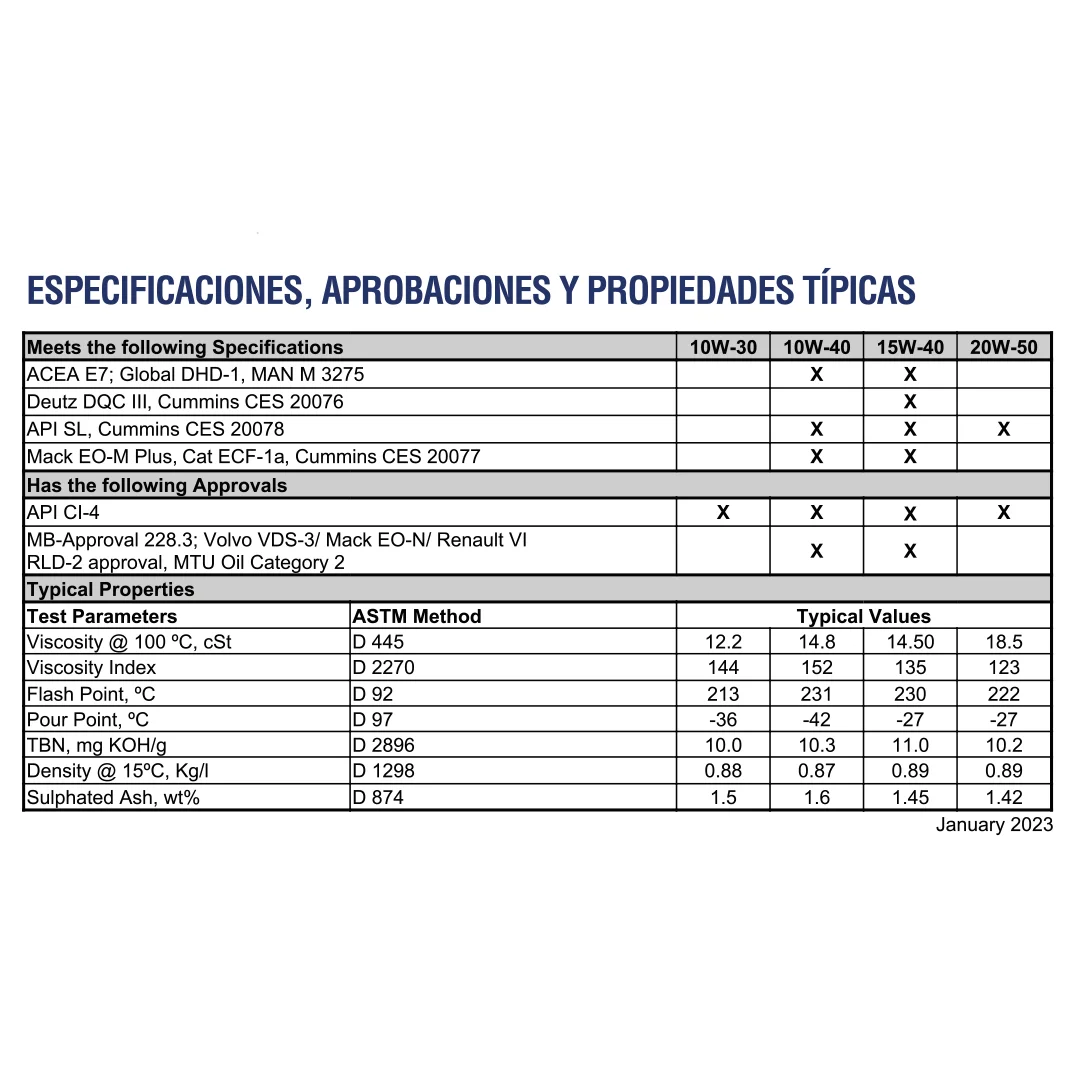 ESPECIFICACIONES, APROBACIONES Y PROPIEDADES TÍPICAS
Meets the following Specifications 10W-30 10W-40 15W-40 20W-50
ACEA E7; Global DHD-1, MAN M 3275 X X
Deutz DQC III, Cummins CES 20076 X
API SL, Cummins CES 20078 X X X
Mack EO-M Plus, Cat ECF-1a, Cummins CES 20077 X X
Has the following Approvals
API CI-4 X X X X
MB-Approval 228.3; Volvo VDS-3/ Mack EO-N/ Renault VI
RLD-2 approval, MTU Oil Category 2 X X
Typical Properties
Test Parameters ASTM Method Typical Values
Viscosity @ 100 ºC, cSt D 445 12.2 14.8 14.50 18.5
Viscosity Index D 2270 144 152 135 123
Flash Point, ºC D 92 213 231 230 222
Pour Point, ºC D 97 -36 -42 -27 -27
TBN, mg KOH/g D 2896 10.0 10.3 11.0 10.2
Density @ 15ºC, Kg/l D 1298 0.88 0.87 0.89 0.89
Sulphated Ash, wt% D 874 1.5 1.6 1.45 1.42
January 2023